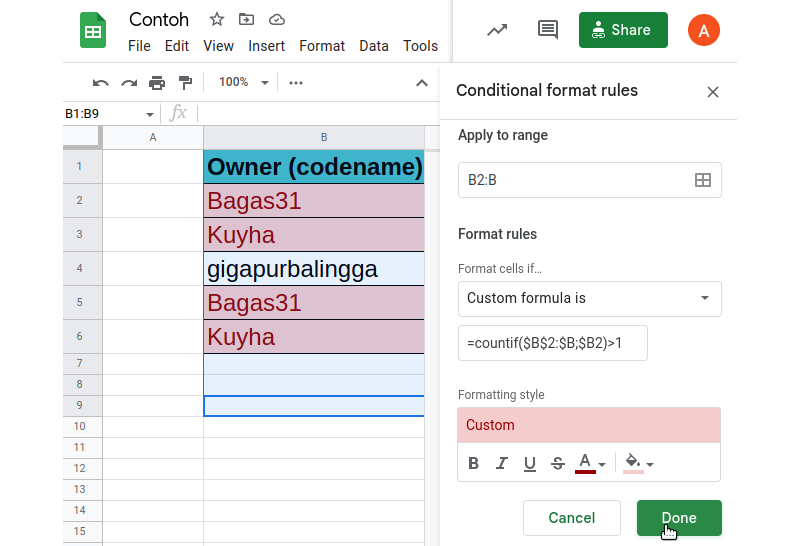 Contoh
File Edit View Insert Format Data Tools
Share
A
100%
B1:B9
fx
Conditional format rules
Apply to range
B2:B
Format rules
Format cells if…
Custom formula is
=countif($B$2:$B;$B2)>1
Formatting style
Custom
B I U S A
Cancel
Done
A B
1 Owner (codename)
2 Bagas31
3 Kuyha
4 gigapurbalingga
5 Bagas31
6 Kuyha
7
8
9
10
11
12
13
14
15